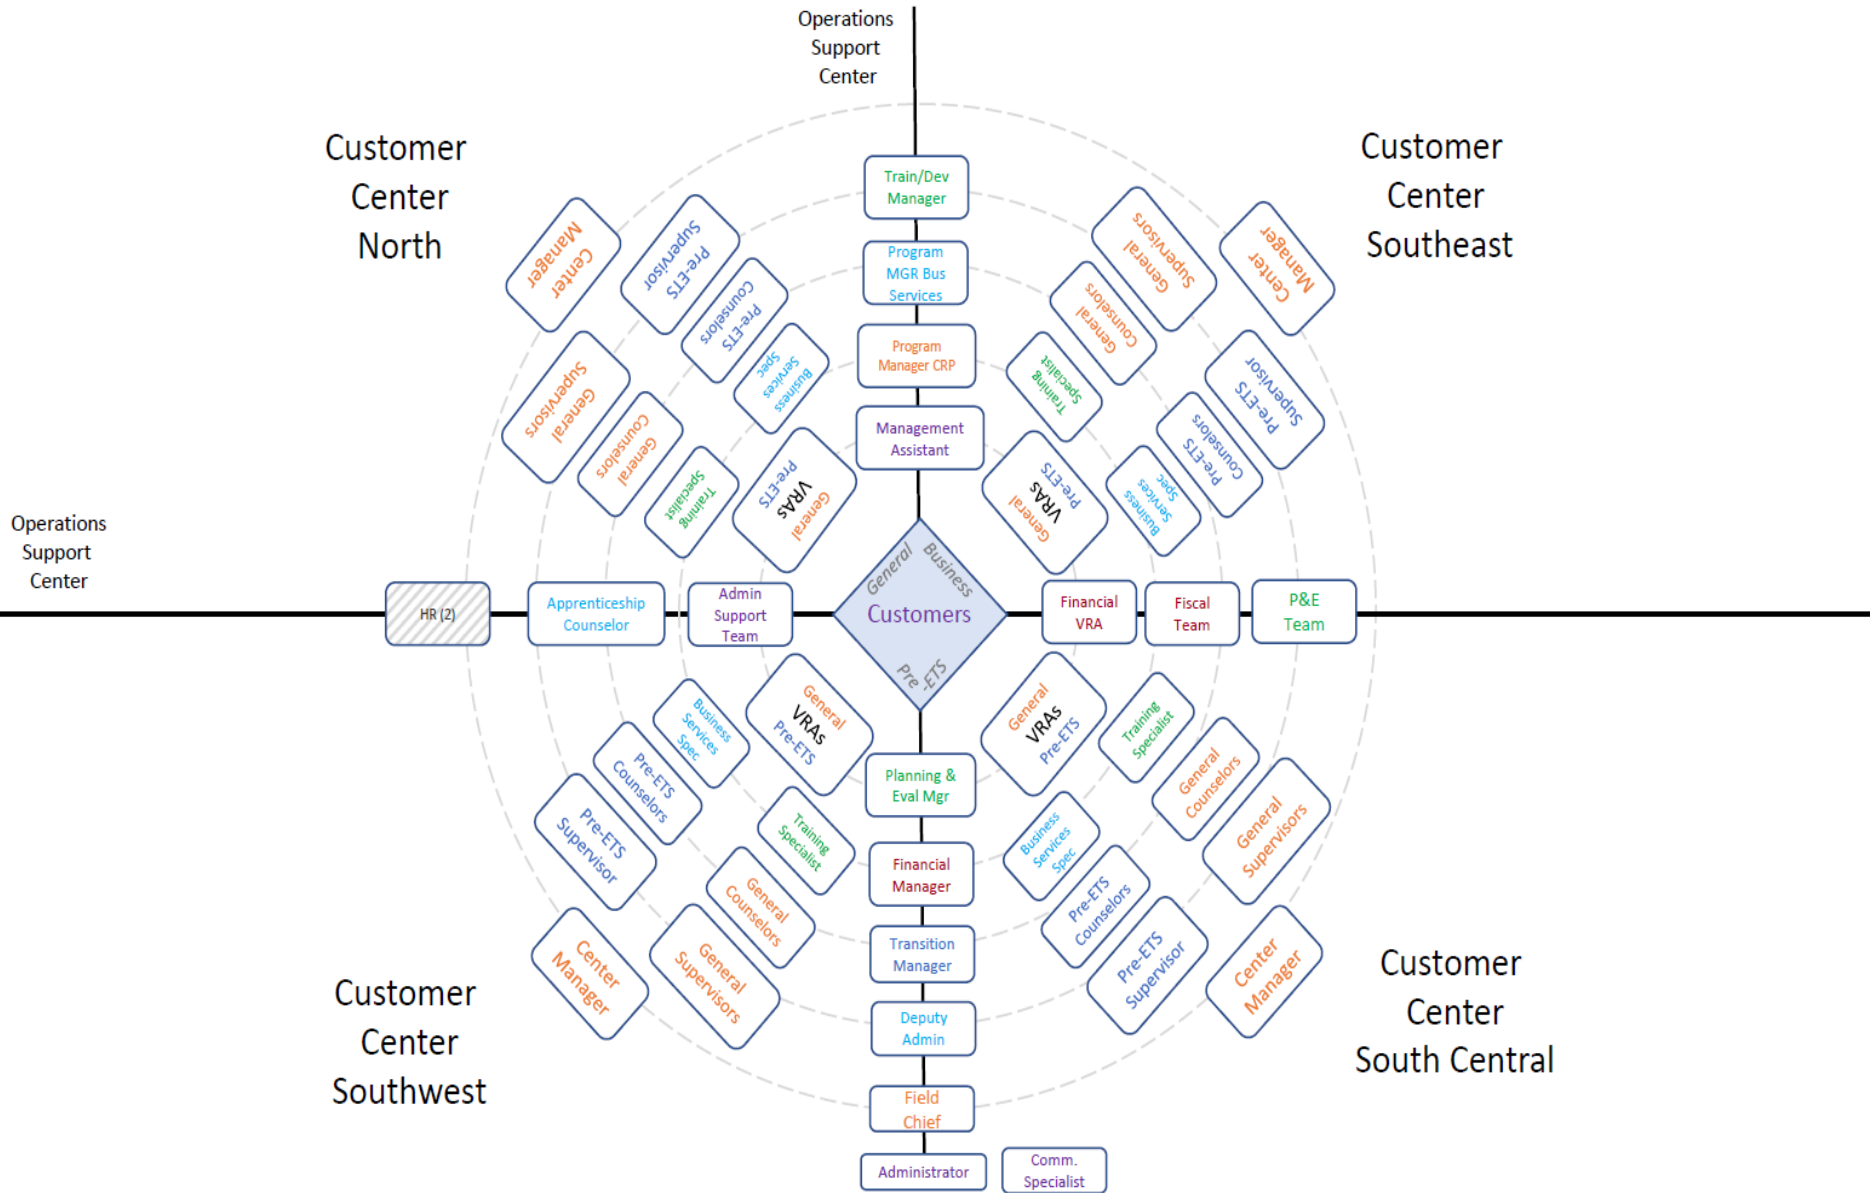 Operations
Support
Center
Customer
Center
North
Customer
Center
Southeast
Train/Dev
Manager
Program
MGR Bus
Services
Program
Manager CRP
Management
Assistant
Center
Manager
Pre-ETS
Supervisor
Pre-ETS
Counselors
Business
Services
Spec
General
Supervisors
General
Counselors
Training
Specialist
General
VRAs
Pre-ETS
General
Supervisors
Center
Manager
General
Counselors
Training
Specialist
Pre-ETS
Supervisor
Pre-ETS
Counselors
Business
Services
Spec
Pre-ETS
VRAs
General
Operations
Support
Center
HR (2)
Apprenticeship
Counselor
Admin
Support
Team
General
Business
Customers
Pre
-ETS
Financial
VRA
Fiscal
Team
P&E
Team
General
VRAs
Pre-ETS
Business
Services
Spec
Pre-ETS
Counselors
Pre-ETS
Supervisor
Training
Specialist
General
Counselors
General
Supervisors
Center
Manager
General
VRAs
Pre-ETS
Training
Specialist
General
Counselors
General
Supervisors
Business
Services
Spec
Pre-ETS
Counselors
Pre-ETS
Supervisor
Center
Manager
Planning &
Eval Mgr
Financial
Manager
Transition
Manager
Deputy
Admin
Field
Chief
Administrator
Comm.
Specialist
Customer
Center
Southwest
Customer
Center
South Central